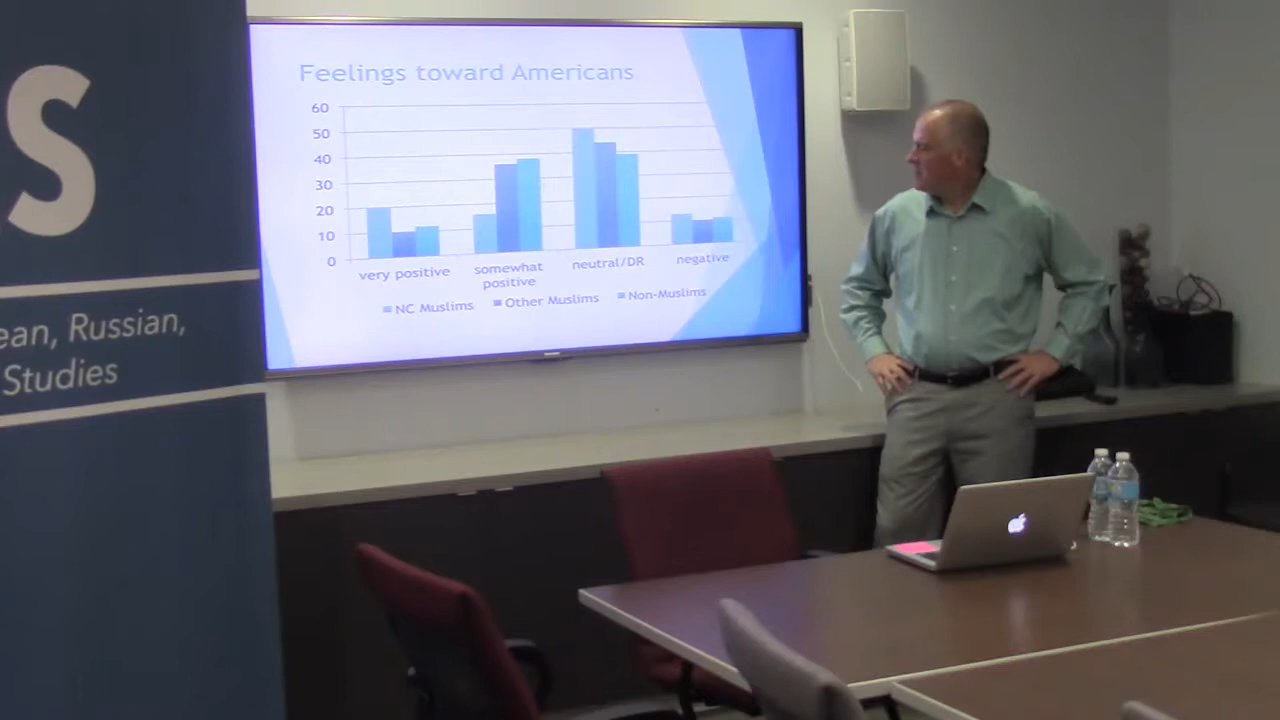 S
ean, Russian,
Studies
Feelings toward Americans
60
50
40
30
20
10
0
very positive
somewhat
positive
neutral/DR
negative
NC Muslims
Other Muslims
Non-Muslims